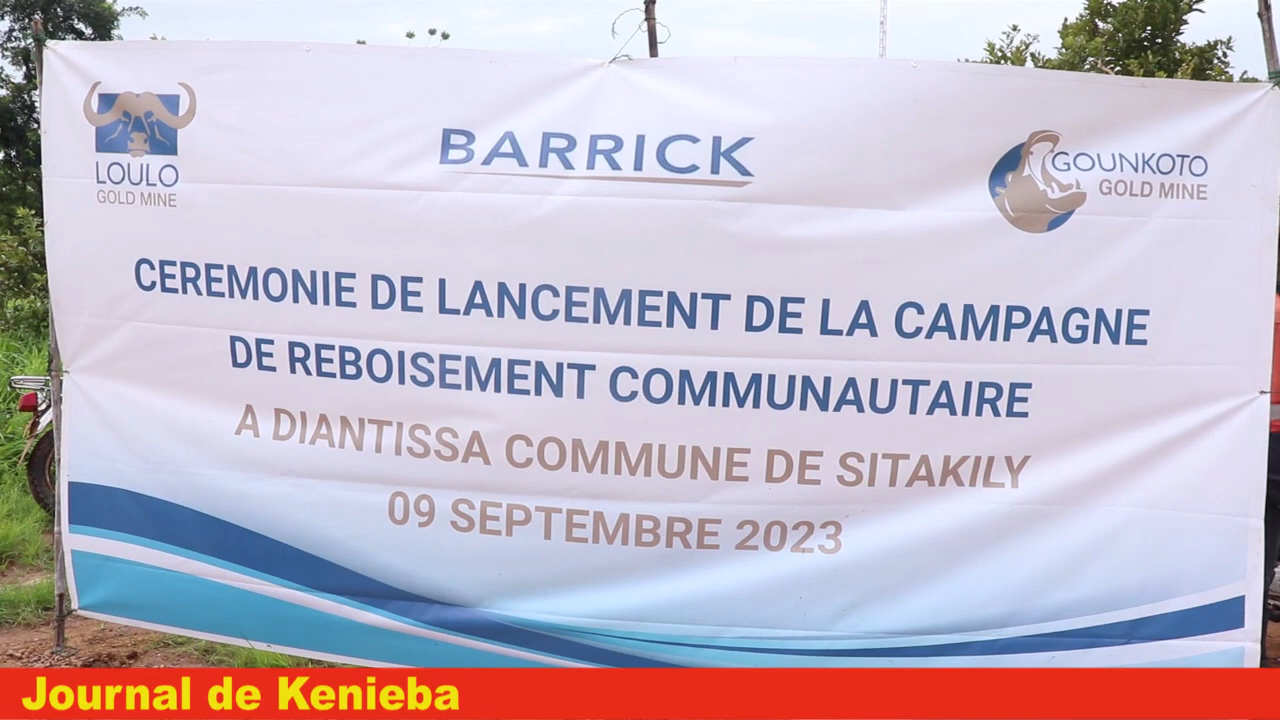 LOULO
GOLD MINE
BARRICK
GOUNKOTO
GOLD MINE
CEREMONIE DE LANCEMENT DE LA CAMPAGNE
DE REBOISEMENT COMMUNAUTAIRE
A DIANTISSA COMMUNE DE SITAKILY
09 SEPTEMBRE 2023
Journal de Kenieba